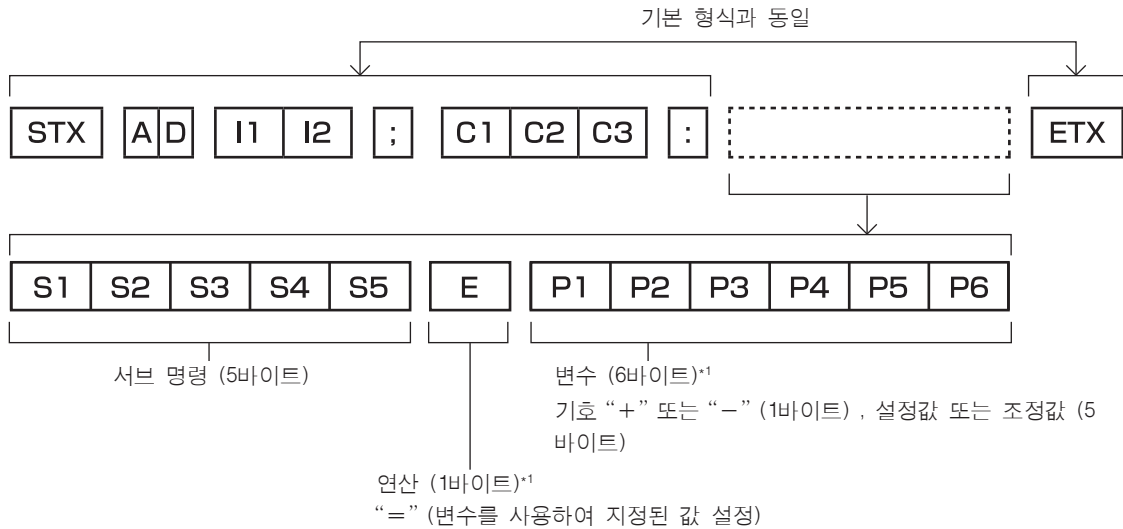 기본 형식과 동일
STX A D I1 I2 ; C1 C2 C3 : ETX
S1 S2 S3 S4 S5 E P1 P2 P3 P4 P5 P6
서브 명령 (5바이트)
변수 (6바이트)*1
기호 “+” 또는 “−” (1바이트) , 설정값 또는 조정값 (5
바이트)
연산 (1바이트)*1
“=” (변수를 사용하여 지정된 값 설정)